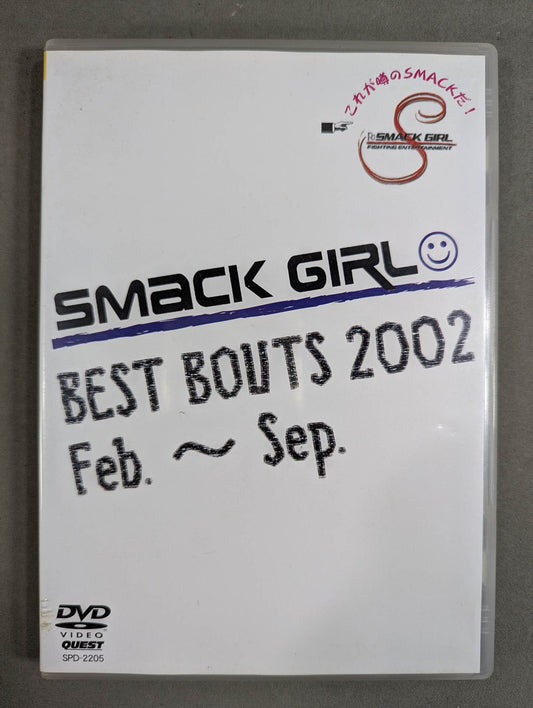 これが噂のSMACKだ!
SMACK GIRL
FIGHTING ENTERTAINMENT
SMACK GIRL
BEST BOUTS 2002
Feb. ～ Sep.
DVD
VIDEO
QUEST
SPD-2205